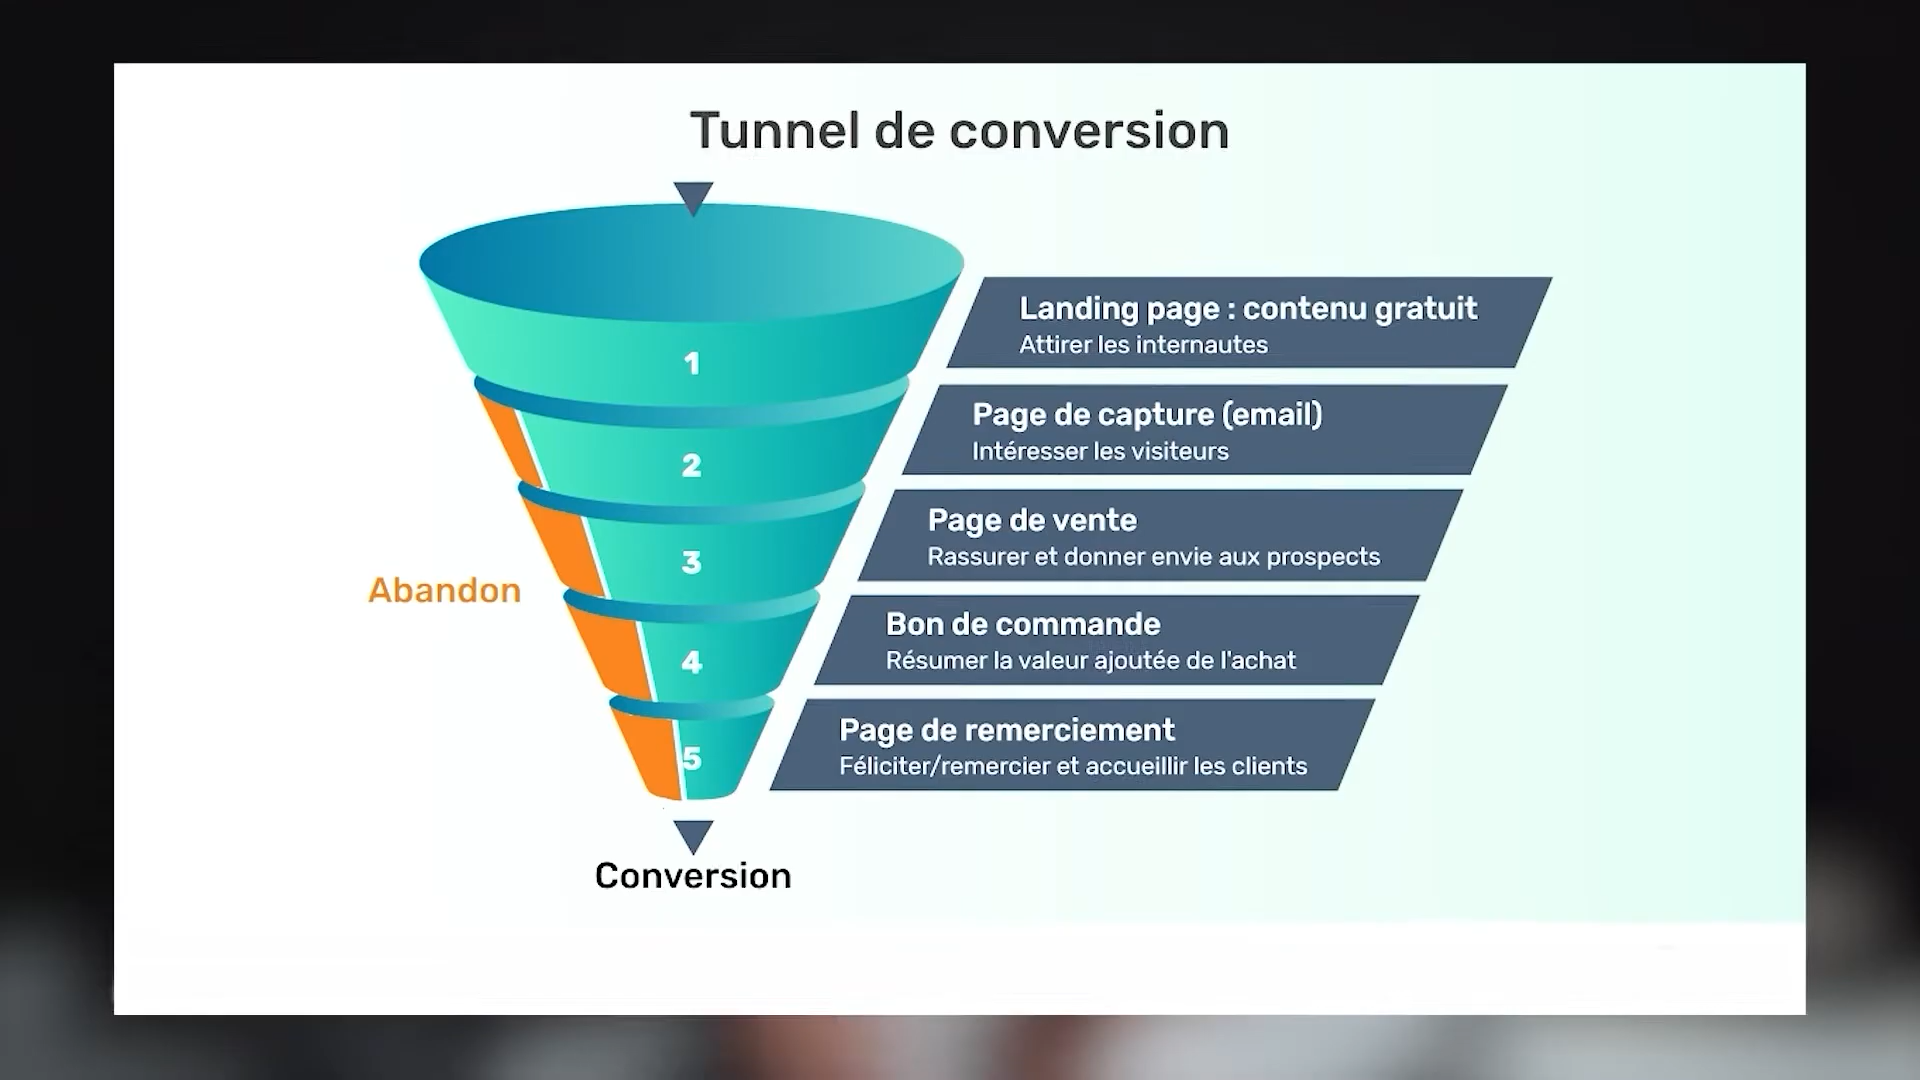 Tunnel de conversion
1
Landing page : contenu gratuit
Attirer les internautes
2
Page de capture (email)
Intéresser les visiteurs
3
Page de vente
Rassurer et donner envie aux prospects
Abandon
4
Bon de commande
Résumer la valeur ajoutée de l'achat
5
Page de remerciement
Féliciter/remercier et accueillir les clients
Conversion